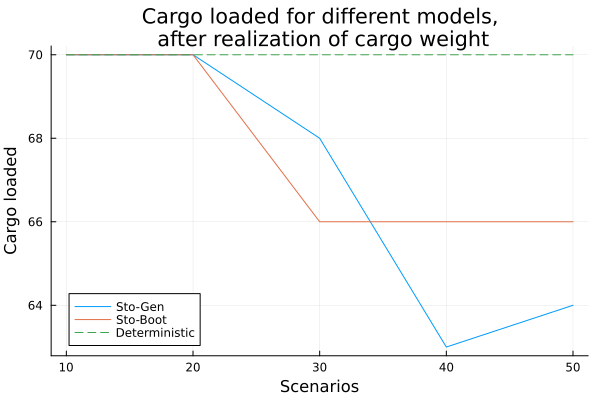 Cargo loaded for different models,
after realization of cargo weight
Cargo loaded
70
68
66
64
Sto-Gen
Sto-Boot
Deterministic
10
20
30
40
50
Scenarios